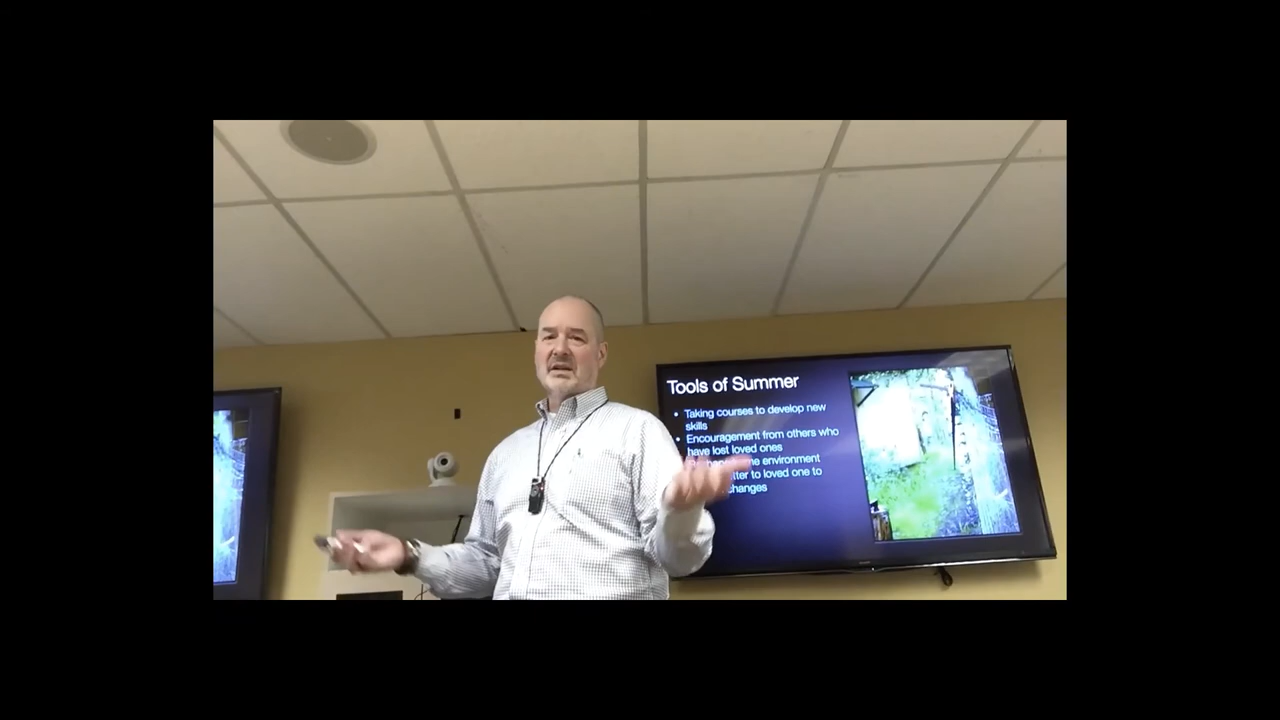 Tools of Summer
• Taking courses to develop new
skills
• Encouragement from others who
have lost loved ones
environment
to loved one to
changes